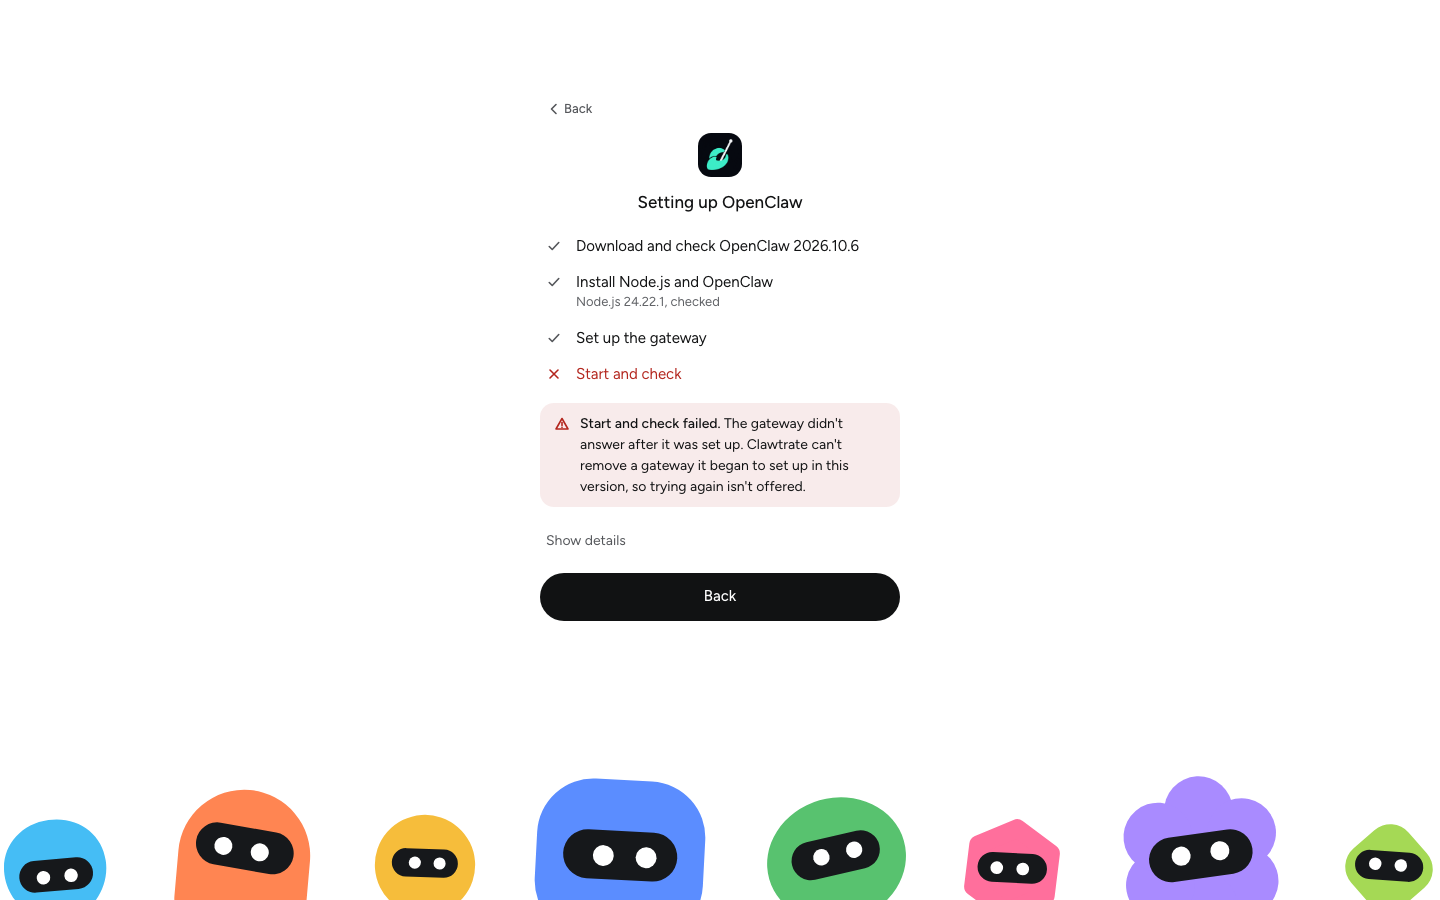 Back
Setting up OpenClaw
Download and check OpenClaw 2026.10.6
Install Node.js and OpenClaw
Node.js 24.22.1, checked
Set up the gateway
Start and check
Start and check failed. The gateway didn't
answer after it was set up. Clawtrate can't
remove a gateway it began to set up in this
version, so trying again isn't offered.
Show details
Back